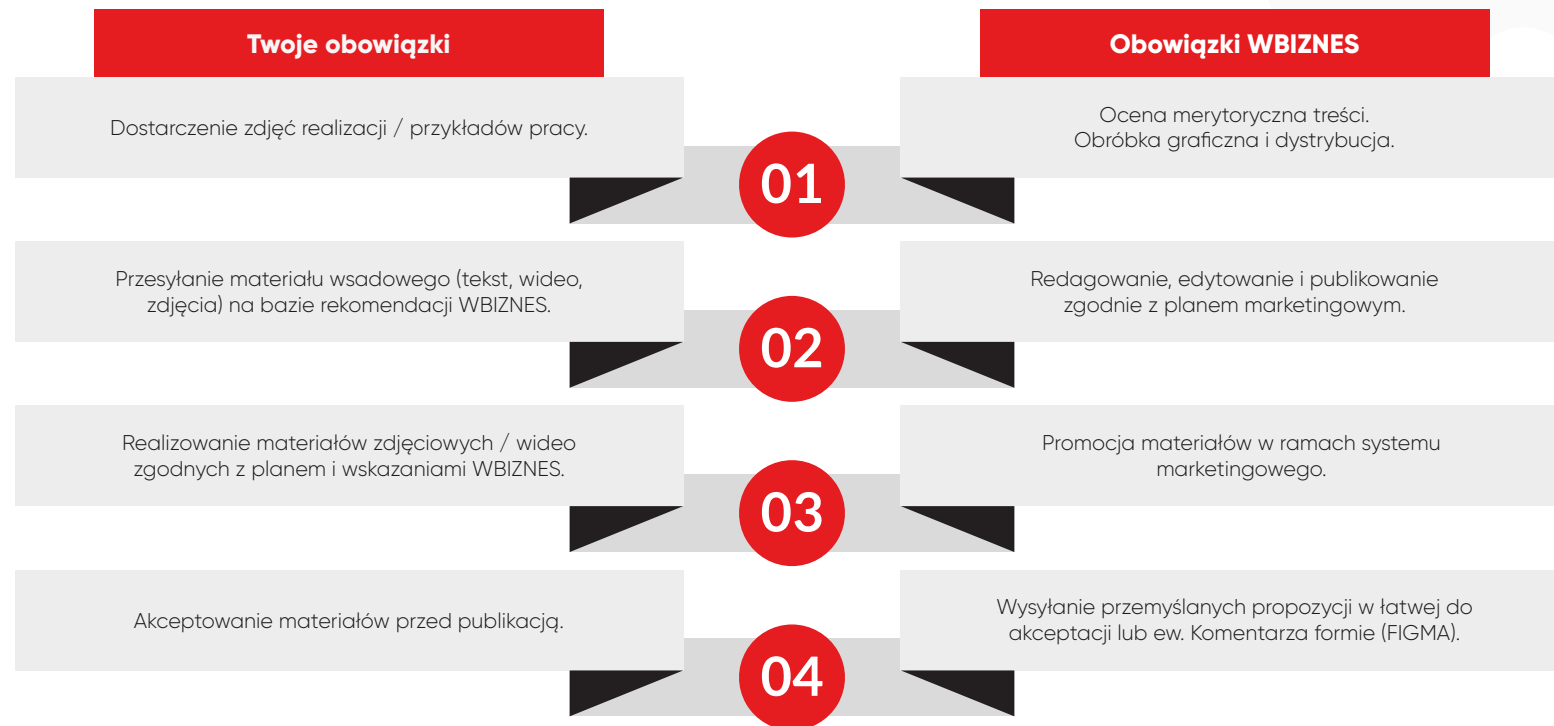 Twoje obowiązki
Obowiązki WBIZNES
Dostarczenie zdjęć realizacji / przykładów pracy.
01
Ocena merytoryczna treści.
Obróbka graficzna i dystrybucja.
Przesyłanie materiału wsadowego (tekst, wideo,
zdjęcia) na bazie rekomendacji WBIZNES.
02
Redagowanie, edytowanie i publikowanie
zgodnie z planem marketingowym.
Realizowanie materiałów zdjęciowych / wideo
zgodnych z planem i wskazaniami WBIZNES.
03
Promocja materiałów w ramach systemu
marketingowego.
Akceptowanie materiałów przed publikacją.
04
Wysyłanie przemyślanych propozycji w łatwej do
akceptacji lub ew. Komentarza formie (FIGMA).